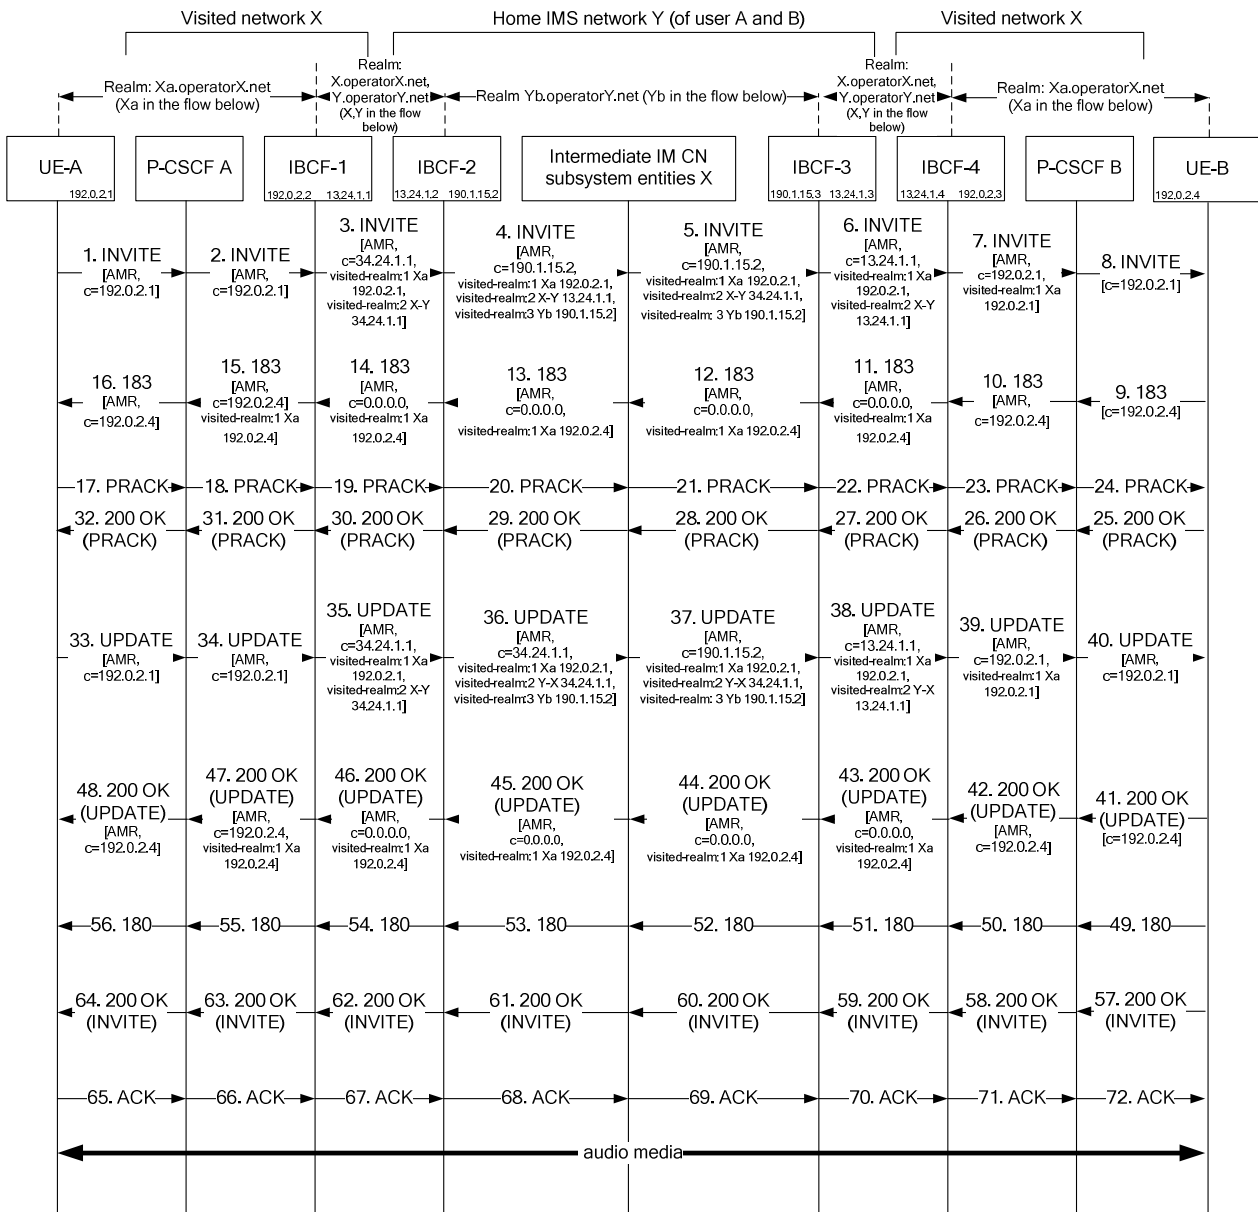 Visited network X
Home IMS network Y (of user A and B)
Visited network X
Realm: Xa.operatorX.net
(Xa in the flow below)
Realm:
X.operatorX.net,
Y.operatorY.net
(X,Y in the flow
below)
Realm Yb.operatorY.net (Yb in the flow below)
Realm:
X.operatorX.net,
Y.operatorY.net
(X,Y in the flow
below)
Realm: Xa.operatorX.net
(Xa in the flow below)
UE-A
192.0.2.1
P-CSCF A
IBCF-1
192.0.2.2 13.24.1.1
IBCF-2
13.24.1.2 190.1.15.2
Intermediate IM CN
subsystem entities X
IBCF-3
190.1.15.3 13.24.1.3
IBCF-4
13.24.1.4 192.0.2.3
P-CSCF B
UE-B
192.0.2.4
1. INVITE
[AMR,
c=192.0.2.1]
2. INVITE
[AMR,
c=192.0.2.1]
3. INVITE
[AMR,
c=34.24.1.1,
visited-realm:1 Xa
192.0.2.1,
visited-realm:2 X-Y
34.24.1.1]
4. INVITE
[AMR,
c=190.1.15.2,
visited-realm:1 Xa 192.0.2.1,
visited-realm:2 X-Y 13.24.1.1,
visited-realm:3 Yb 190.1.15.2]
5. INVITE
[AMR,
c=190.1.15.2,
visited-realm:1 Xa 192.0.2.1,
visited-realm:2 X-Y 34.24.1.1,
visited-realm: 3 Yb 190.1.15.2]
6. INVITE
[AMR,
c=13.24.1.1,
visited-realm:1 Xa
192.0.2.1,
visited-realm:2 X-Y
13.24.1.1]
7. INVITE
[AMR,
c=192.0.2.1,
visited-realm:1 Xa
192.0.2.1]
8. INVITE
[c=192.0.2.1]
16. 183
[AMR,
c=192.0.2.4]
15. 183
[AMR,
c=192.0.2.4]
visited-realm:1 Xa
192.0.2.4]
14. 183
[AMR,
c=0.0.0.0,
visited-realm:1 Xa
192.0.2.4]
13. 183
[AMR,
c=0.0.0.0,
visited-realm:1 Xa 192.0.2.4]
12. 183
[AMR,
c=0.0.0.0,
visited-realm:1 Xa 192.0.2.4]
11. 183
[AMR,
c=0.0.0.0,
visited-realm:1 Xa
192.0.2.4]
10. 183
[AMR,
c=192.0.2.4]
9. 183
[c=192.0.2.4]
17. PRACK
18. PRACK
19. PRACK
20. PRACK
21. PRACK
22. PRACK
23. PRACK
24. PRACK
32. 200 OK
(PRACK)
31. 200 OK
(PRACK)
30. 200 OK
(PRACK)
29. 200 OK
(PRACK)
28. 200 OK
(PRACK)
27. 200 OK
(PRACK)
26. 200 OK
(PRACK)
25. 200 OK
(PRACK)
33. UPDATE
[AMR,
c=192.0.2.1]
34. UPDATE
[AMR,
c=192.0.2.1]
35. UPDATE
[AMR,
c=34.24.1.1,
visited-realm:1 Xa
192.0.2.1,
visited-realm:2 X-Y
34.24.1.1]
36. UPDATE
[AMR,
c=34.24.1.1,
visited-realm:1 Xa 192.0.2.1,
visited-realm:2 Y-X 34.24.1.1,
visited-realm:3 Yb 190.1.15.2]
37. UPDATE
[AMR,
c=190.1.15.2,
visited-realm:1 Xa 192.0.2.1,
visited-realm:2 Y-X 34.24.1.1,
visited-realm: 3 Yb 190.1.15.2]
38. UPDATE
[AMR,
c=13.24.1.1,
visited-realm:1 Xa
192.0.2.1,
visited-realm:2 Y-X
13.24.1.1]
39. UPDATE
[AMR,
c=192.0.2.1,
visited-realm:1 Xa
192.0.2.1]
40. UPDATE
[AMR,
c=192.0.2.1]
48. 200 OK
(UPDATE)
[AMR,
c=192.0.2.4]
47. 200 OK
(UPDATE)
[AMR,
c=192.0.2.4,
visited-realm:1 Xa
192.0.2.4]
46. 200 OK
(UPDATE)
[AMR,
c=0.0.0.0,
visited-realm:1 Xa
192.0.2.4]
45. 200 OK
(UPDATE)
[AMR,
c=0.0.0.0,
visited-realm:1 Xa 192.0.2.4]
44. 200 OK
(UPDATE)
[AMR,
c=0.0.0.0,
visited-realm:1 Xa 192.0.2.4]
43. 200 OK
(UPDATE)
[AMR,
c=0.0.0.0,
visited-realm:1 Xa
192.0.2.4]
42. 200 OK
(UPDATE)
[AMR,
c=192.0.2.4]
41. 200 OK
(UPDATE)
[c=192.0.2.4]
56. 180
55. 180
54. 180
53. 180
52. 180
51. 180
50. 180
49. 180
64. 200 OK
(INVITE)
63. 200 OK
(INVITE)
62. 200 OK
(INVITE)
61. 200 OK
(INVITE)
60. 200 OK
(INVITE)
59. 200 OK
(INVITE)
58. 200 OK
(INVITE)
57. 200 OK
(INVITE)
65. ACK
66. ACK
67. ACK
68. ACK
69. ACK
70. ACK
71. ACK
72. ACK
audio media